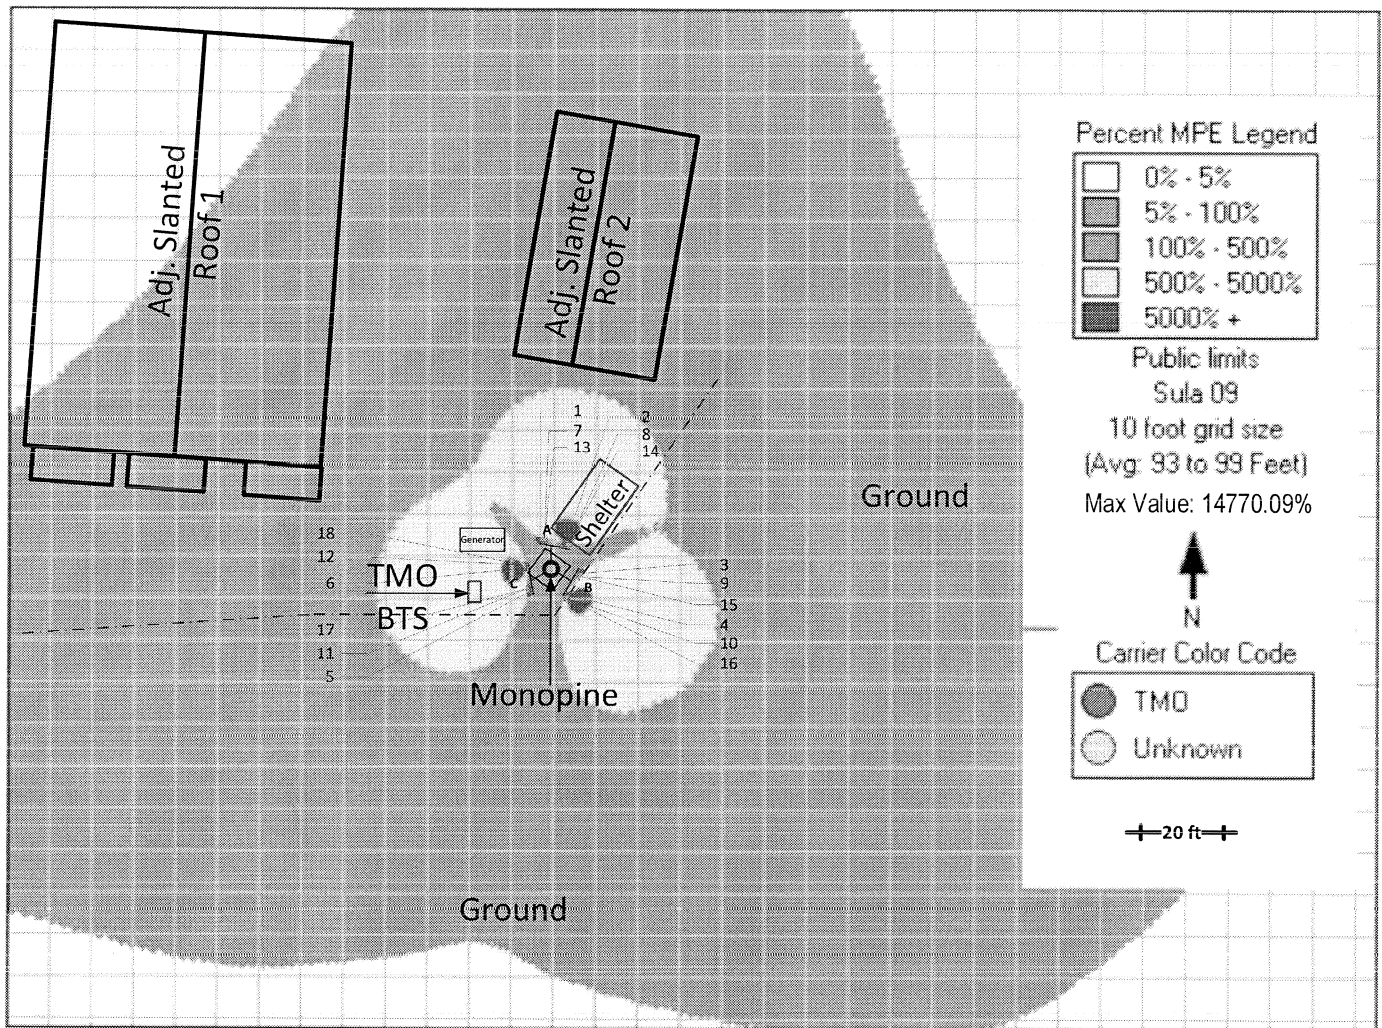 Adj. Slanted
Roof 1
Adj. Slanted
Roof 2
Percent MPE Legend
0% - 5%
5% - 100%
100% - 500%
500% - 5000%
5000% +
Public limits
Sula 09
10 foot grid size
(Avg: 93 to 99 Feet)
Max Value: 14770.09%
N
Carrier Color Code
TMO
Unknown
20 ft
1
7
13
2
8
14
Ground
Shelter
A
Generator
C
B
18
12
6
17
11
5
TMO
BTS
3
9
15
4
10
16
Monopine
Ground